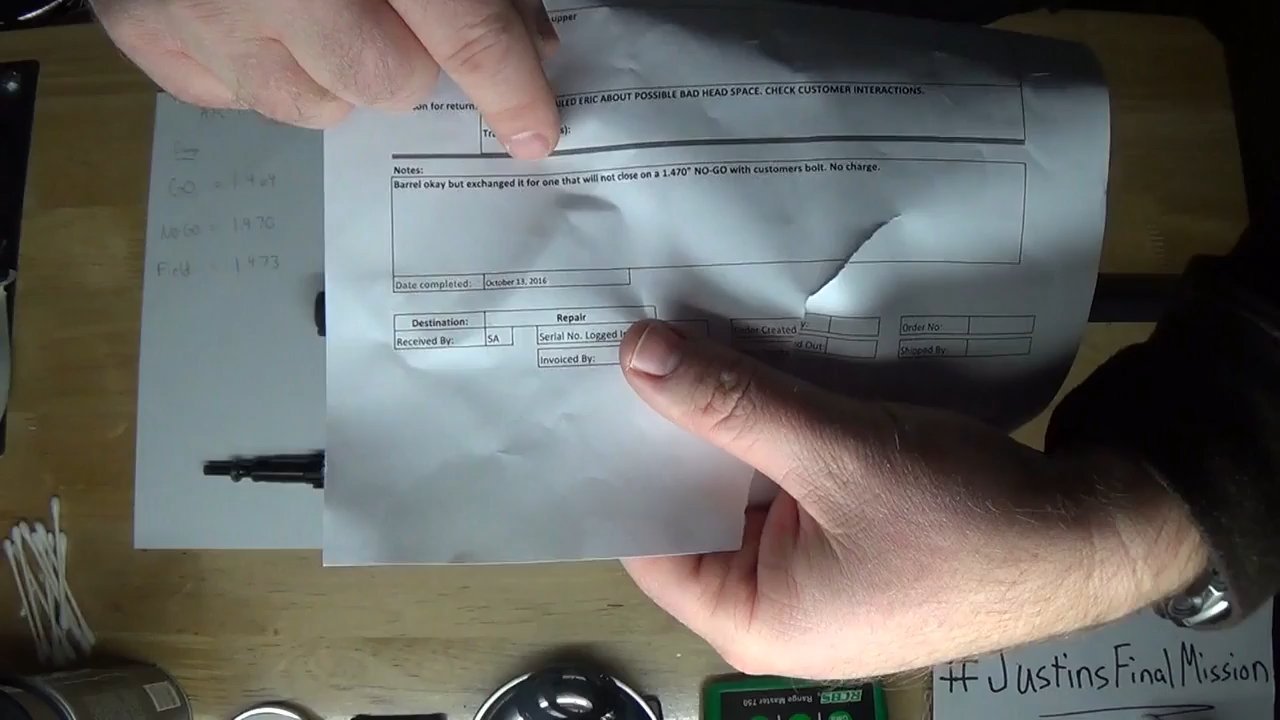 upper
on for return
LED ERIC ABOUT POSSIBLE BAD HEAD SPACE. CHECK CUSTOMER INTERACTIONS.
Tra s):
Notes:
Barrel okay but exchanged it for one that will not close on a 1.470" NO-GO with customers bolt. No charge.
Date completed: October 13, 2016
Destination: Repair
Received By: SA Serial No. Logged I Order Created y: Order No:
Invoiced By: d Out Shipped By:
GO = 1.464
NoGo = 1.470
Field = 1.473
RCBS
Range Master 750
#JustinsFinalMission